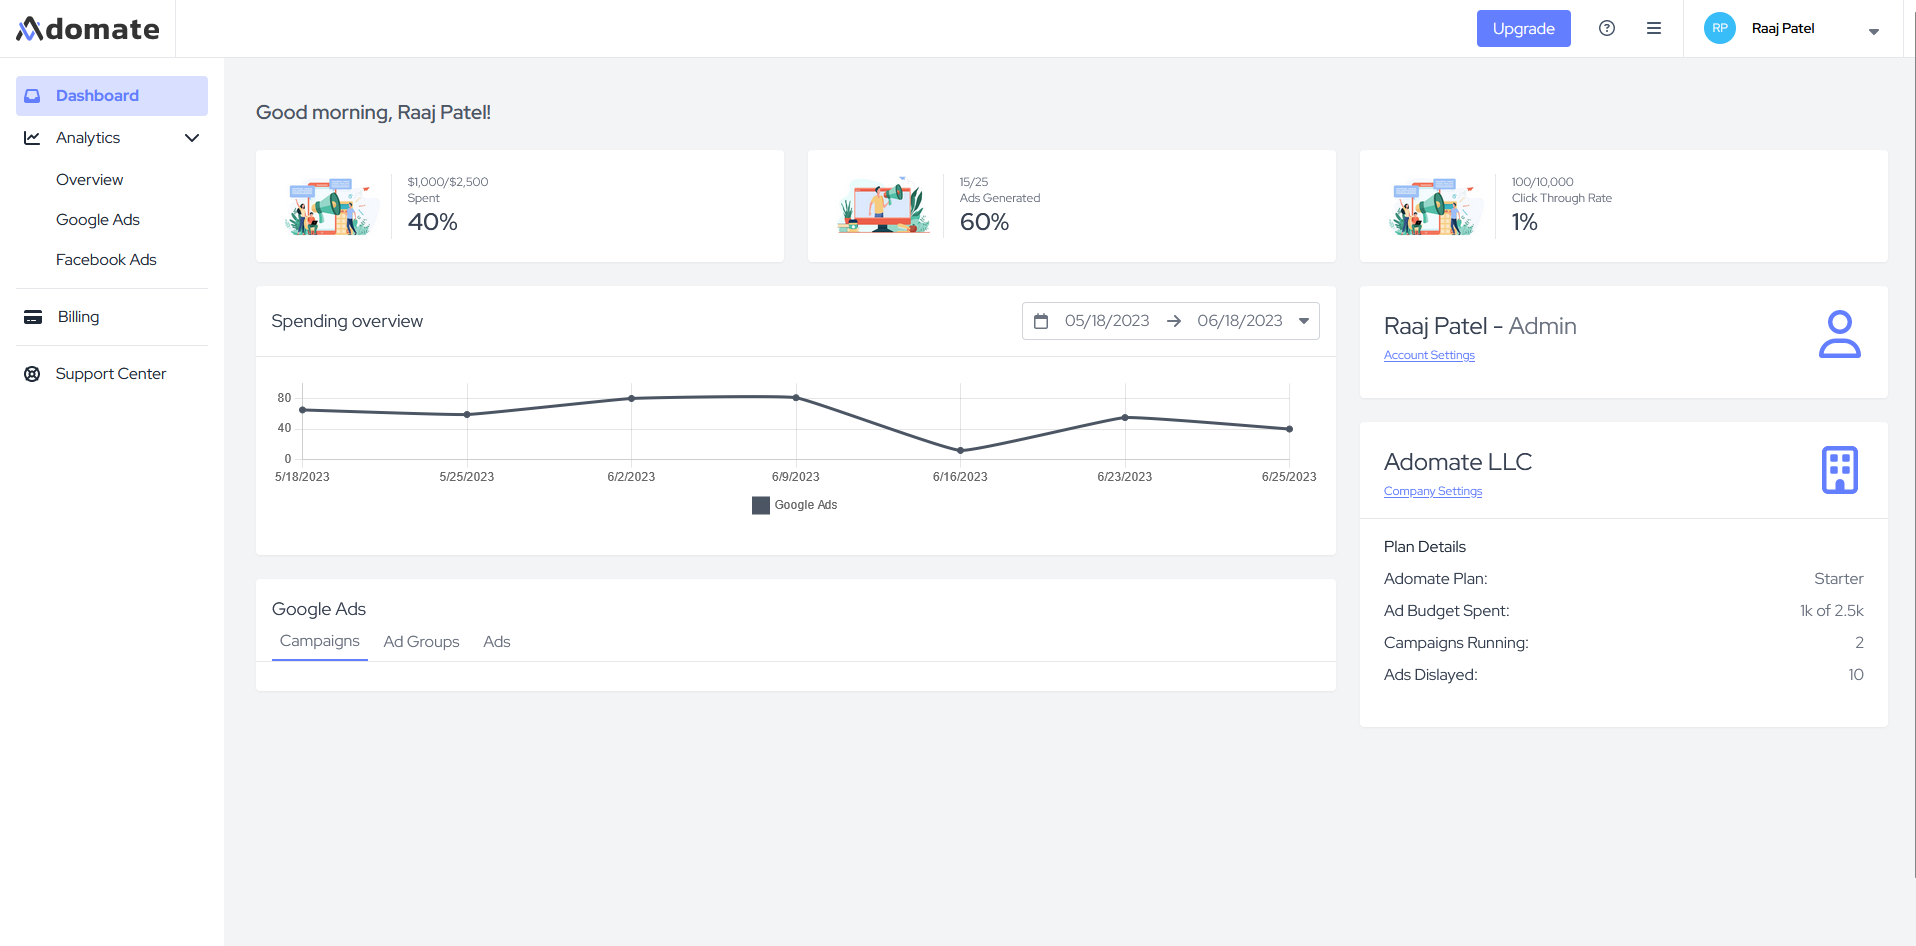 Adomate
Upgrade
RP
Raaj Patel
Dashboard
Analytics
Overview
Google Ads
Facebook Ads
Billing
Support Center
Good morning, Raaj Patel!
$1,000/$2,500
Spent
40%
15/25
Ads Generated
60%
100/10,000
Click Through Rate
1%
Spending overview
05/18/2023 → 06/18/2023
80
40
0
5/18/2023 5/25/2023 6/2/2023 6/9/2023 6/16/2023 6/23/2023 6/25/2023
Google Ads
Google Ads
Campaigns Ad Groups Ads
Raaj Patel - Admin
Account Settings
Adomate LLC
Company Settings
Plan Details
Adomate Plan: Starter
Ad Budget Spent: 1k of 2.5k
Campaigns Running: 2
Ads Dislayed: 10